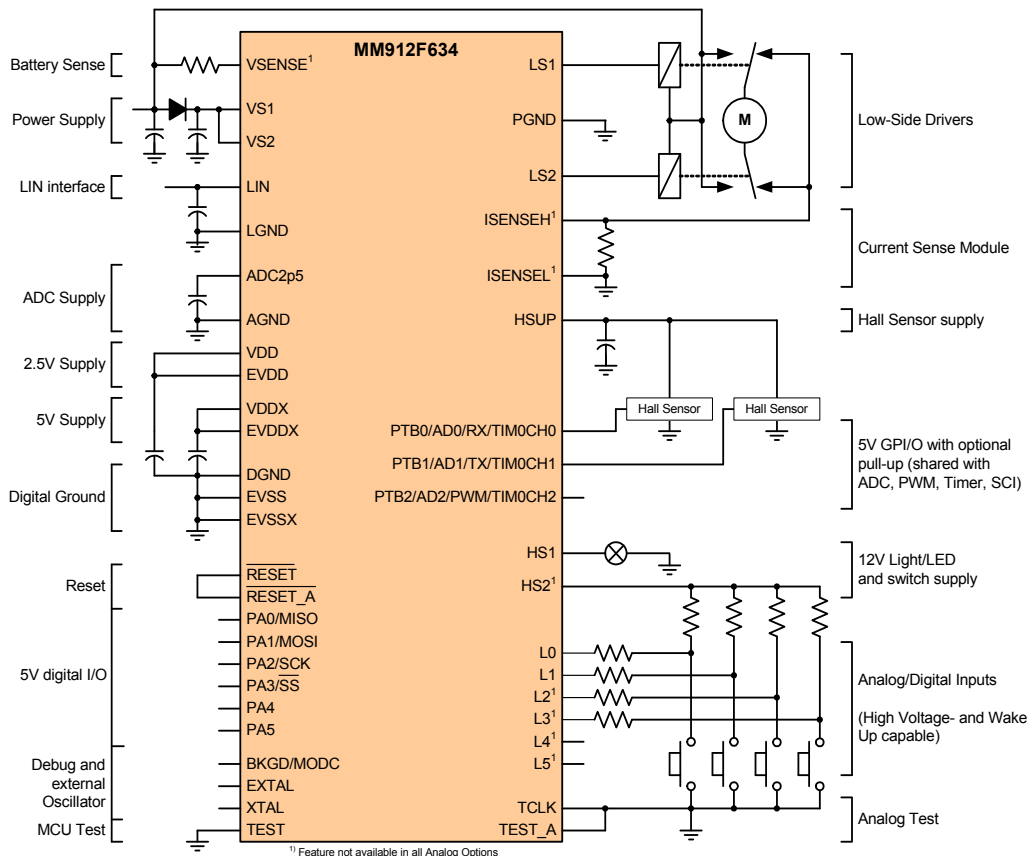 MM912F634
Battery Sense
Power Supply
LIN interface
ADC Supply
2.5V Supply
5V Supply
Digital Ground
Reset
5V digital I/O
Debug and
external
Oscillator
MCU Test
VSENSE¹
VS1
VS2
LIN
LGND
ADC2p5
AGND
VDD
EVDD
VDDX
EVDDX
DGND
EVSS
EVSSX
RESET
RESET_A
PA0/MISO
PA1/MOSI
PA2/SCK
PA3/SS
PA4
PA5
BKGD/MODC
EXTAL
XTAL
TEST
LS1
PGND
LS2
ISENSEH¹
ISENSEL¹
HSUP
PTB0/AD0/RX/TIM0CH0
PTB1/AD1/TX/TIM0CH1
PTB2/AD2/PWM/TIM0CH2
HS1
HS2¹
L0
L1
L2¹
L3¹
L4¹
L5¹
TCLK
TEST_A
M
Hall Sensor
Hall Sensor
Low-Side Drivers
Current Sense Module
Hall Sensor supply
5V GPI/O with optional
pull-up (shared with
ADC, PWM, Timer, SCI)
12V Light/LED
and switch supply
Analog/Digital Inputs
(High Voltage- and Wake
Up capable)
Analog Test
¹⁾ Feature not available in all Analog Options